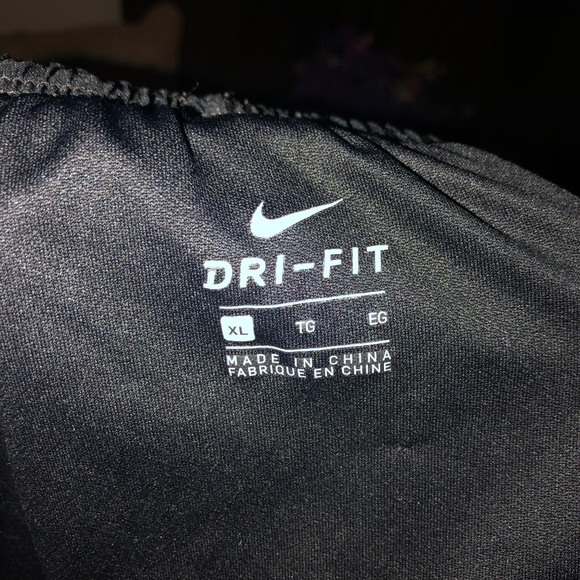 DRI-FIT
XL TG EG
MADE IN CHINA
FABRIQUE EN CHINE